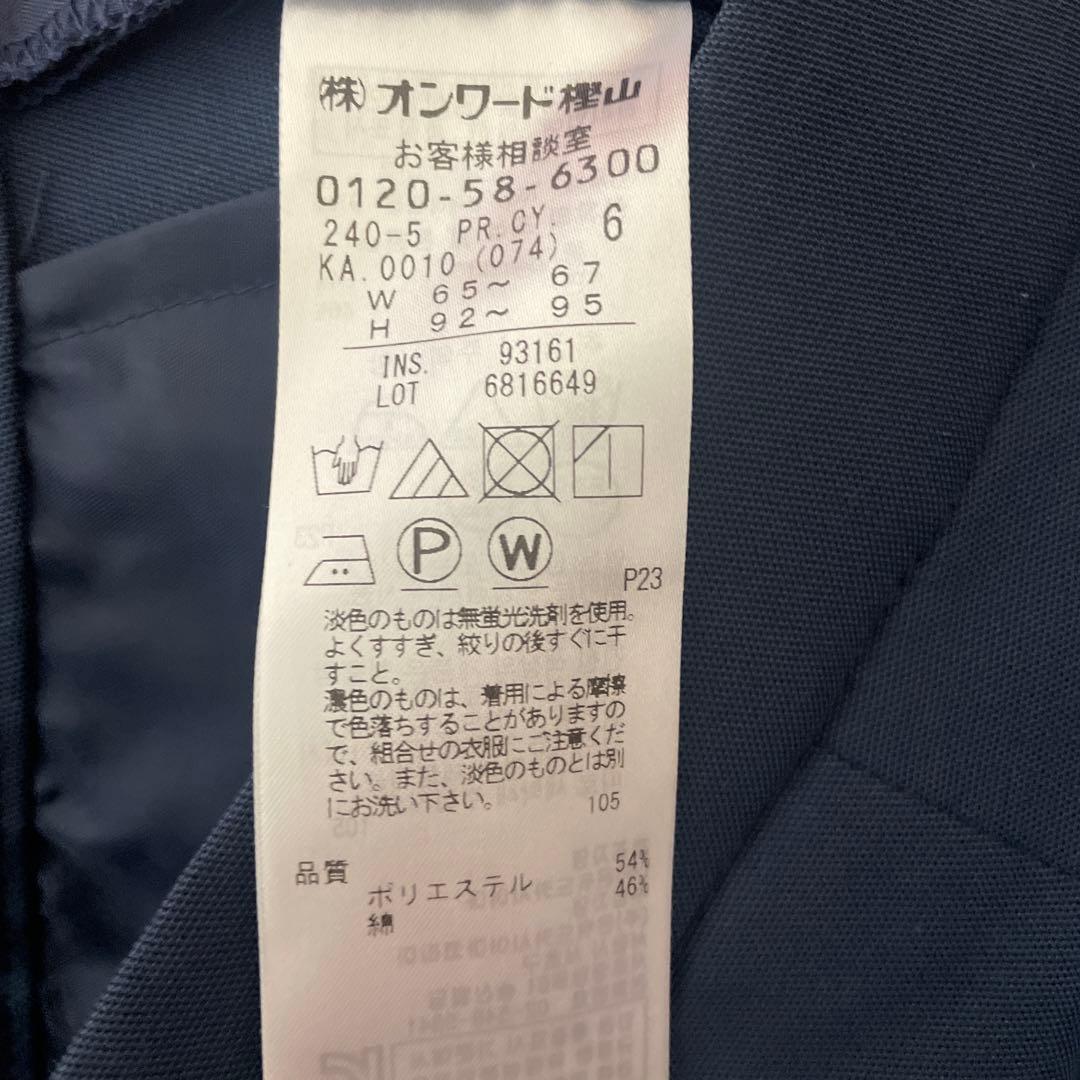 (株)オンワード樫山
お客様相談室
0120-58-6300
240-5 PR.CY. 6
KA.0010 (074)
W 65～ 67
H 92～ 95
INS. 93161
LOT 6816649
P W
P23
淡色のものは無蛍光洗剤を使用。
よくすすぎ、絞りの後すぐに干
すこと。
濃色のものは、着用による摩擦
で色落ちすることがありますの
で、組合せの衣服にご注意くだ
さい。また、淡色のものとは別
にお洗い下さい。 105
品質
ポリエステル 54%
綿 46%